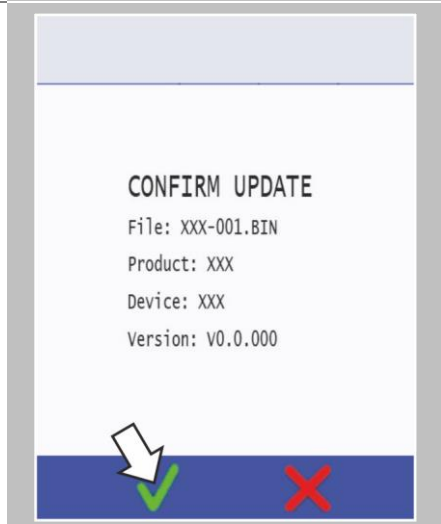 CONFIRM UPDATE
File: XXX-001.BIN
Product: XXX
Device: XXX
Version: V0.0.000